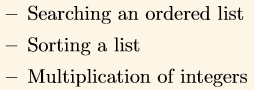 – Searching an ordered list
– Sorting a list
– Multiplication of integers